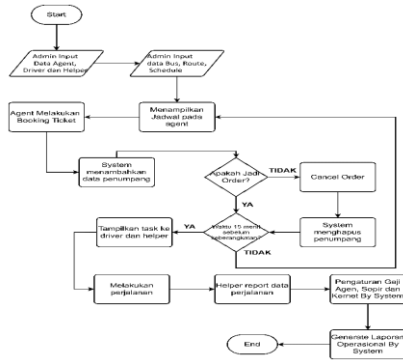 Start
Admin Input
Data Agent,
Driver dan Helper
Admin Input
data Bus, Route,
Schedule
Agent Melakukan
Booking Ticket
Menampilkan
Jadwal pada
agent
System
menambahkan
data penumpang
Apakah Jadi
Order?
TIDAK
Cancel Order
YA
System
menghapus
penumpang
Waktu 15 menit
sebelum
keberangkatan?
YA
TIDAK
Tampilkan task ke
driver dan helper
Melakukan
perjalanan
Helper report data
perjalanan
Pengaturan Gaji
Agen, Sopir dan
Kernet By System
Generate Laporan
Operasional By
System
End